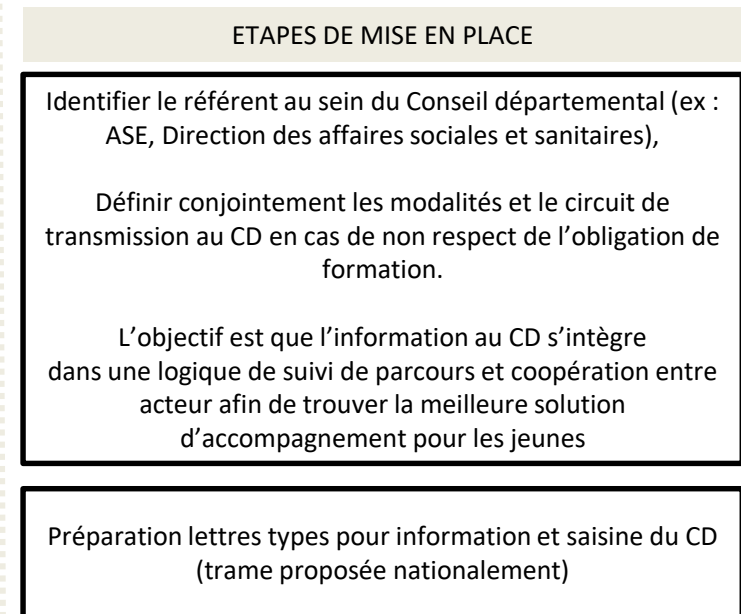 ETAPES DE MISE EN PLACE
Identifier le référent au sein du Conseil départemental (ex :
ASE, Direction des affaires sociales et sanitaires),
Définir conjointement les modalités et le circuit de
transmission au CD en cas de non respect de l’obligation de
formation.
L’objectif est que l’information au CD s’intègre
dans une logique de suivi de parcours et coopération entre
acteur afin de trouver la meilleure solution
d’accompagnement pour les jeunes
Préparation lettres types pour information et saisine du CD
(trame proposée nationalement)